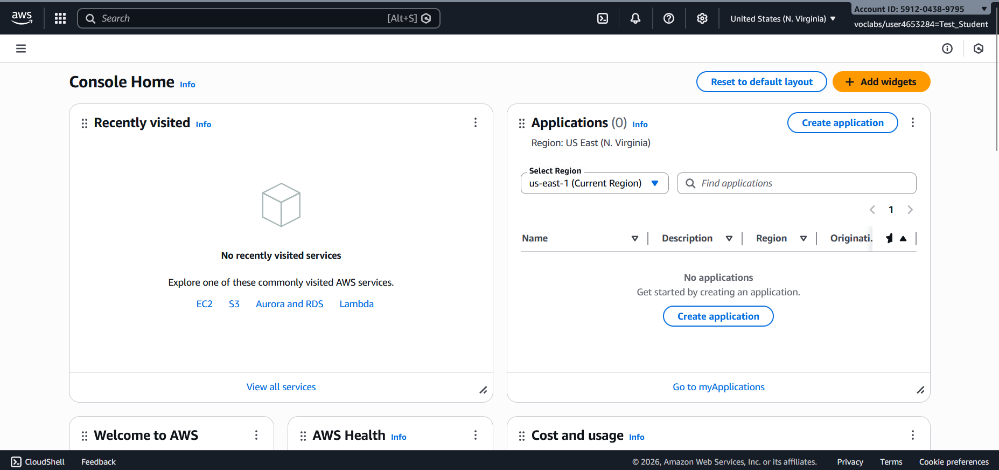 aws
Search [Alt+S]
United States (N. Virginia)
Account ID: 5912-0438-9795
voclabs/user4653284=Test_Student
Console Home Info
Reset to default layout
Add widgets
Recently visited Info
No recently visited services
Explore one of these commonly visited AWS services.
EC2 S3 Aurora and RDS Lambda
View all services
Applications (0) Info
Create application
Region: US East (N. Virginia)
Select Region
us-east-1 (Current Region)
Find applications
1
Name Description Region Originati.
No applications
Get started by creating an application.
Create application
Go to myApplications
Welcome to AWS
AWS Health Info
Cost and usage Info
CloudShell Feedback © 2026, Amazon Web Services, Inc. or its affiliates. Privacy Terms Cookie preferences